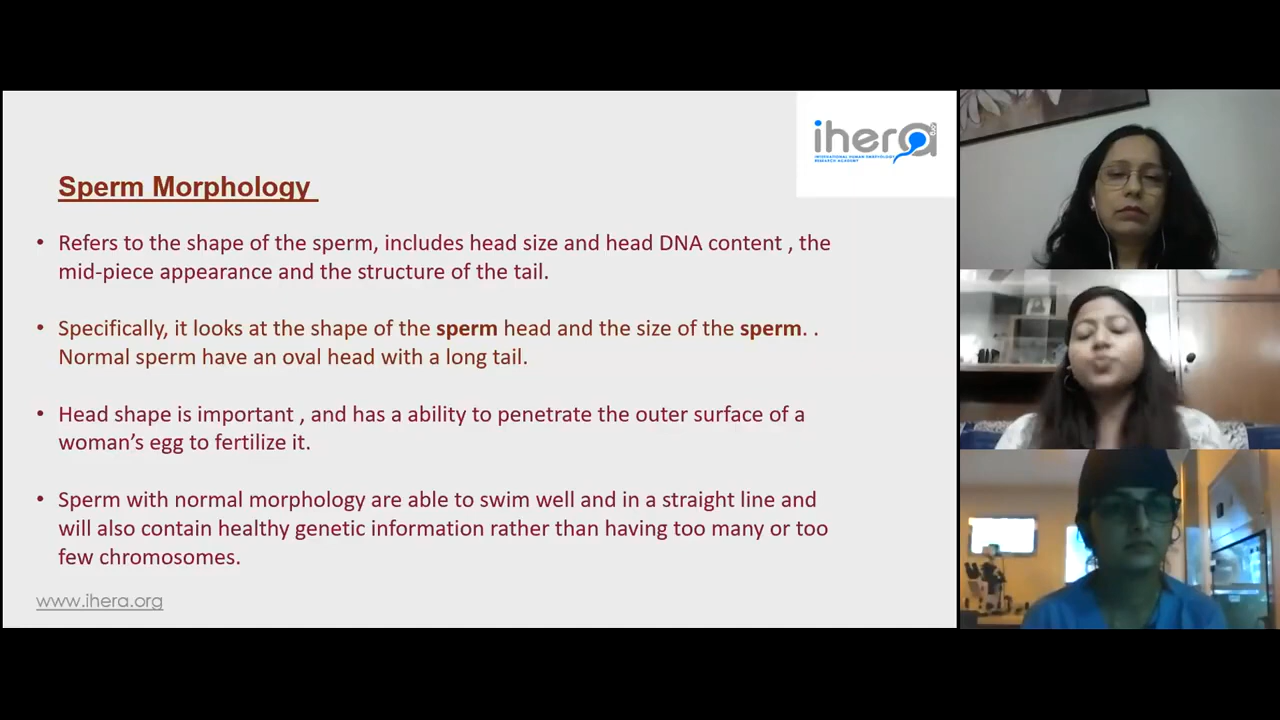 ihera
INTERNATIONAL HUMAN EMBRYOLOGY
RESEARCH ACADEMY
Sperm Morphology
• Refers to the shape of the sperm, includes head size and head DNA content , the
mid-piece appearance and the structure of the tail.
• Specifically, it looks at the shape of the sperm head and the size of the sperm. .
Normal sperm have an oval head with a long tail.
• Head shape is important , and has a ability to penetrate the outer surface of a
woman's egg to fertilize it.
• Sperm with normal morphology are able to swim well and in a straight line and
will also contain healthy genetic information rather than having too many or too
few chromosomes.
www.ihera.org